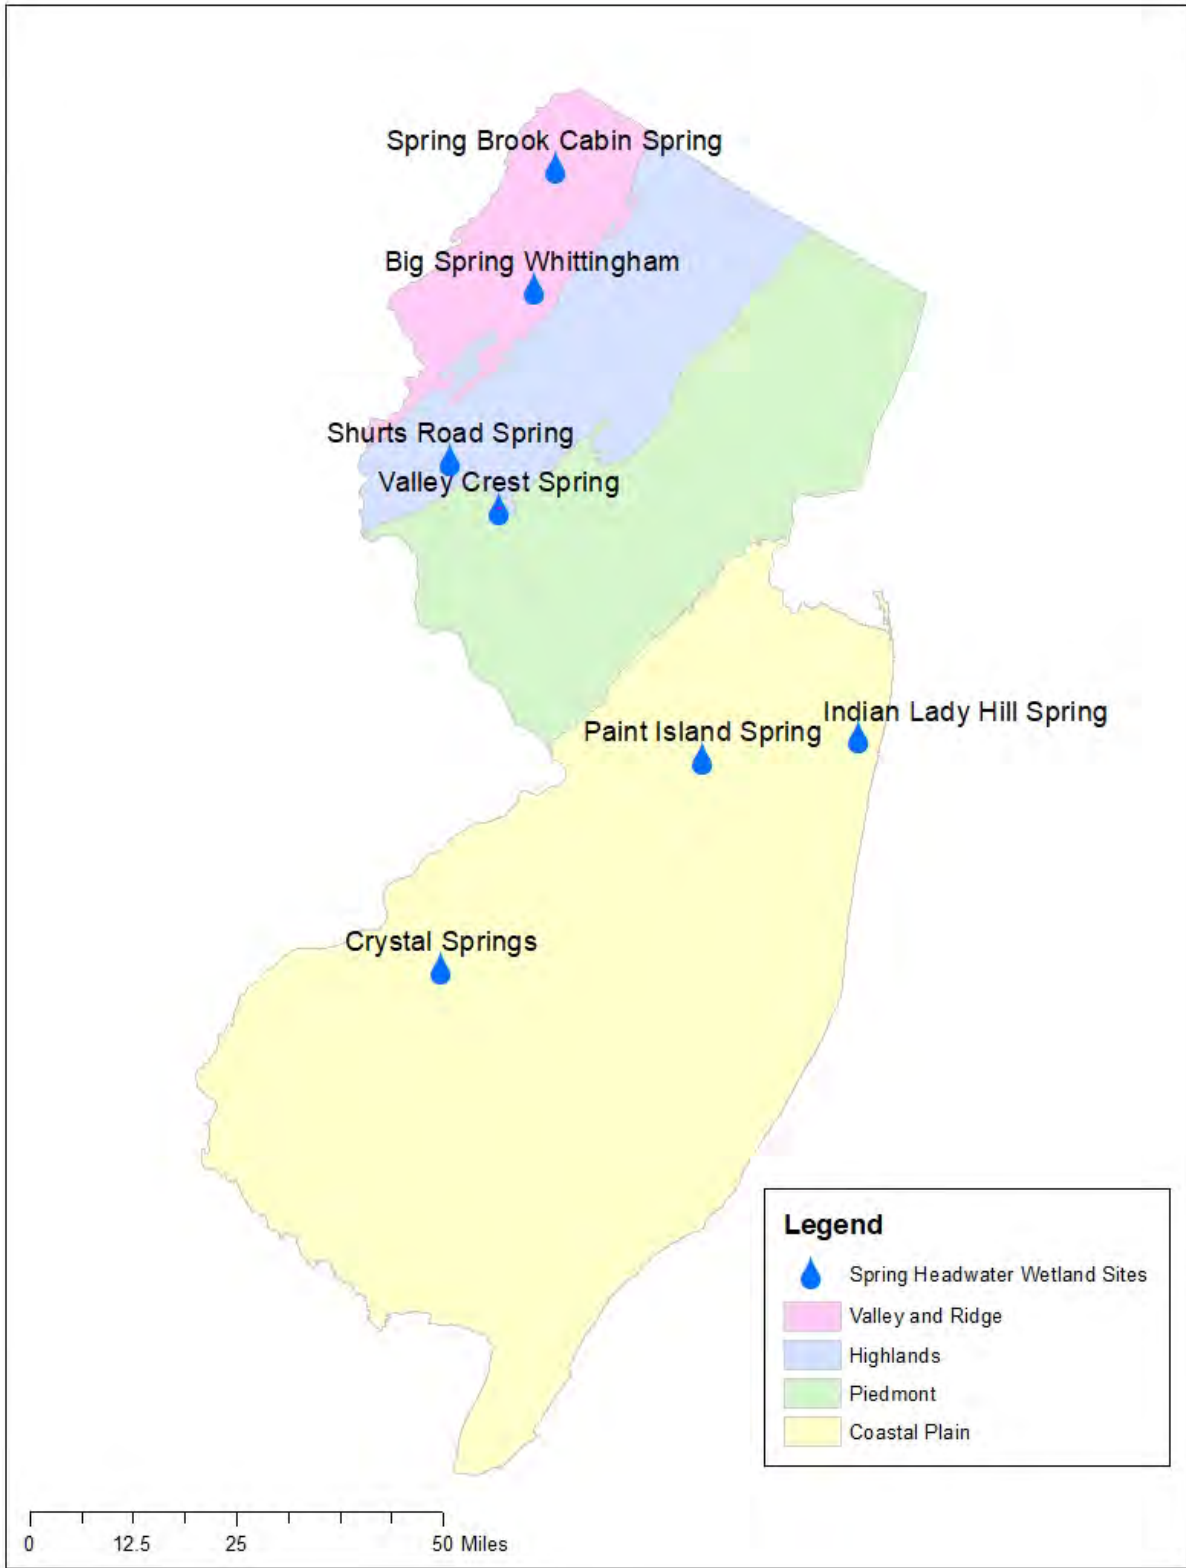 Spring Brook Cabin Spring
Big Spring Whittingham
Shurts Road Spring
Valley Crest Spring
Indian Lady Hill Spring
Paint Island Spring
Crystal Springs
Legend
Spring Headwater Wetland Sites
Valley and Ridge
Highlands
Piedmont
Coastal Plain
0 12.5 25 50 Miles